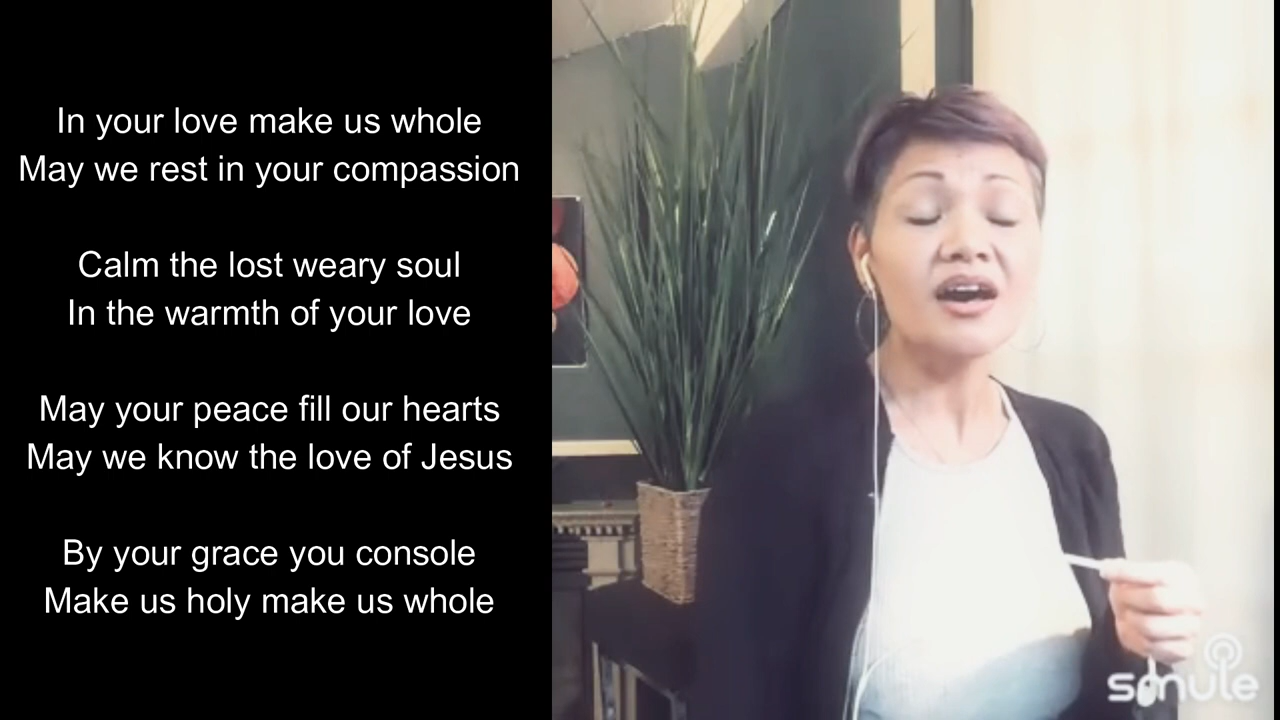 In your love make us whole
May we rest in your compassion
Calm the lost weary soul
In the warmth of your love
May your peace fill our hearts
May we know the love of Jesus
By your grace you console
Make us holy make us whole
smule